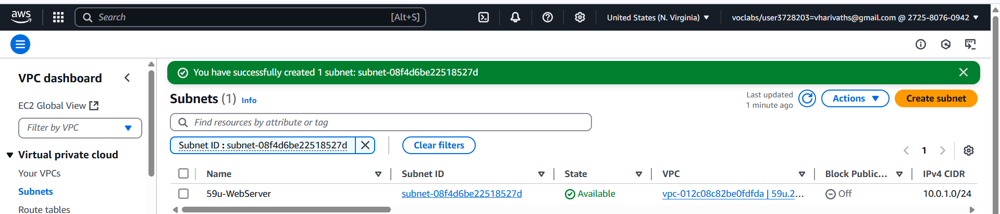 aws
Search [Alt+S] United States (N. Virginia) voclabs/user3728203=vharivaths@gmail.com @ 2725-8076-0942
VPC dashboard
EC2 Global View
Filter by VPC
Virtual private cloud
Your VPCs
Subnets
Route tables
You have successfully created 1 subnet: subnet-08f4d6be22518527d
Subnets (1) Info
Last updated
1 minute ago
Actions
Create subnet
Find resources by attribute or tag
Subnet ID : subnet-08f4d6be22518527d
Clear filters
1
Name Subnet ID State VPC Block Public... IPv4 CIDR
59u-WebServer subnet-08f4d6be22518527d Available vpc-012c08c82be0fdfda | 59u.2... Off 10.0.1.0/24